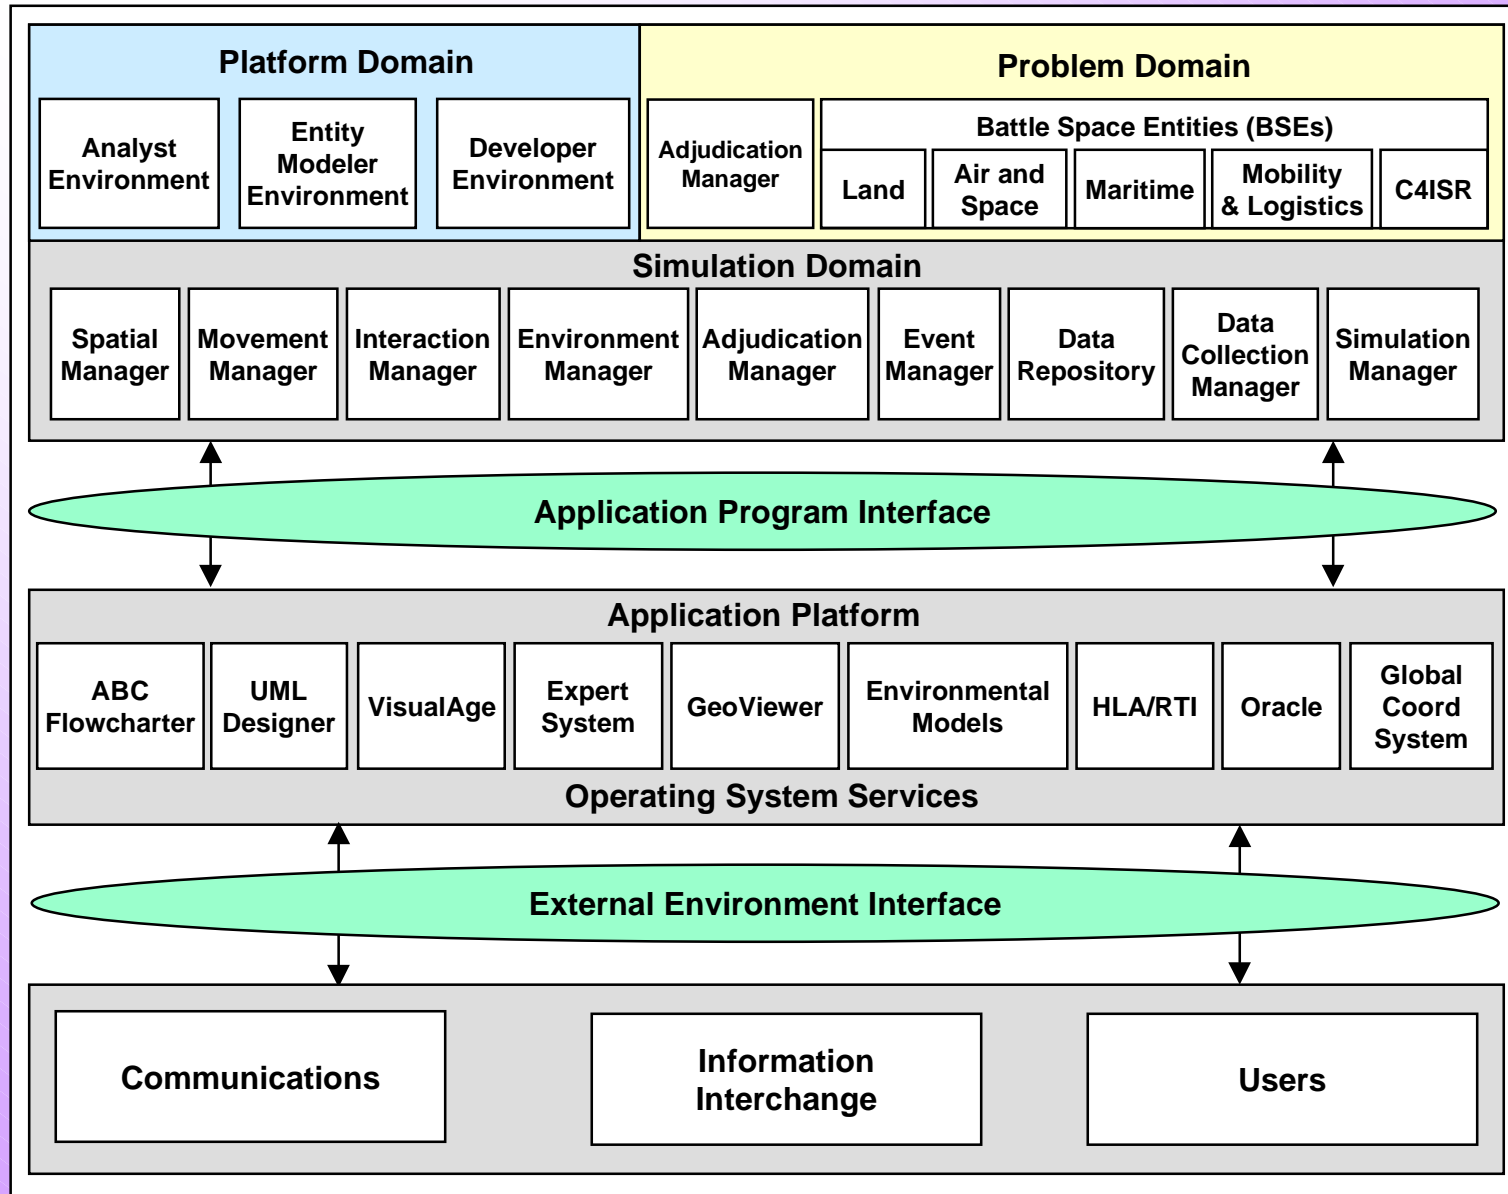 Platform Domain
Problem Domain
Analyst
Environment
Entity
Modeler
Environment
Developer
Environment
Adjudication
Manager
Battle Space Entities (BSEs)
Land
Air and
Space
Maritime
Mobility
& Logistics
C4ISR
Simulation Domain
Spatial
Manager
Movement
Manager
Interaction
Manager
Environment
Manager
Adjudication
Manager
Event
Manager
Data
Repository
Data
Collection
Manager
Simulation
Manager
Application Program Interface
Application Platform
ABC
Flowcharter
UML
Designer
VisualAge
Expert
System
GeoViewer
Environmental
Models
HLA/RTI
Oracle
Global
Coord
System
Operating System Services
External Environment Interface
Communications
Information
Interchange
Users